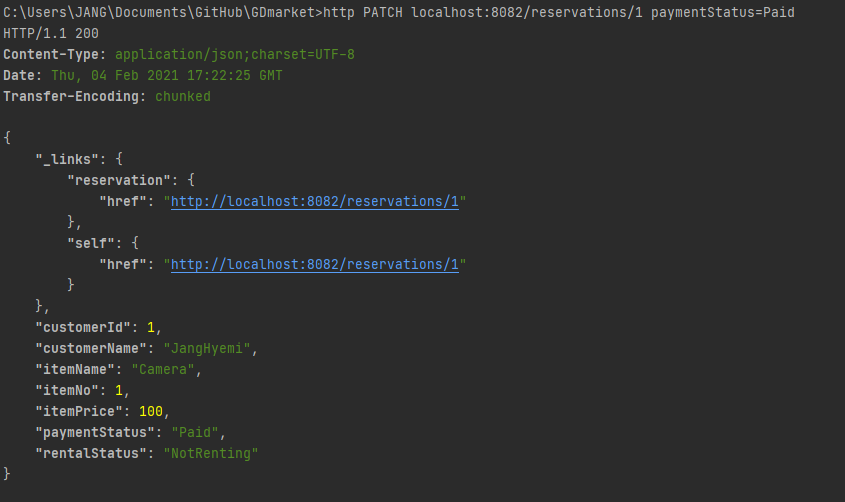 C:\Users\JANG\Documents\GitHub\GDmarket>http PATCH localhost:8082/reservations/1 paymentStatus=Paid
HTTP/1.1 200
Content-Type: application/json;charset=UTF-8
Date: Thu, 04 Feb 2021 17:22:25 GMT
Transfer-Encoding: chunked

{
    "_links": {
        "reservation": {
            "href": "http://localhost:8082/reservations/1"
        },
        "self": {
            "href": "http://localhost:8082/reservations/1"
        }
    },
    "customerId": 1,
    "customerName": "JangHyemi",
    "itemName": "Camera",
    "itemNo": 1,
    "itemPrice": 100,
    "paymentStatus": "Paid",
    "rentalStatus": "NotRenting"
}